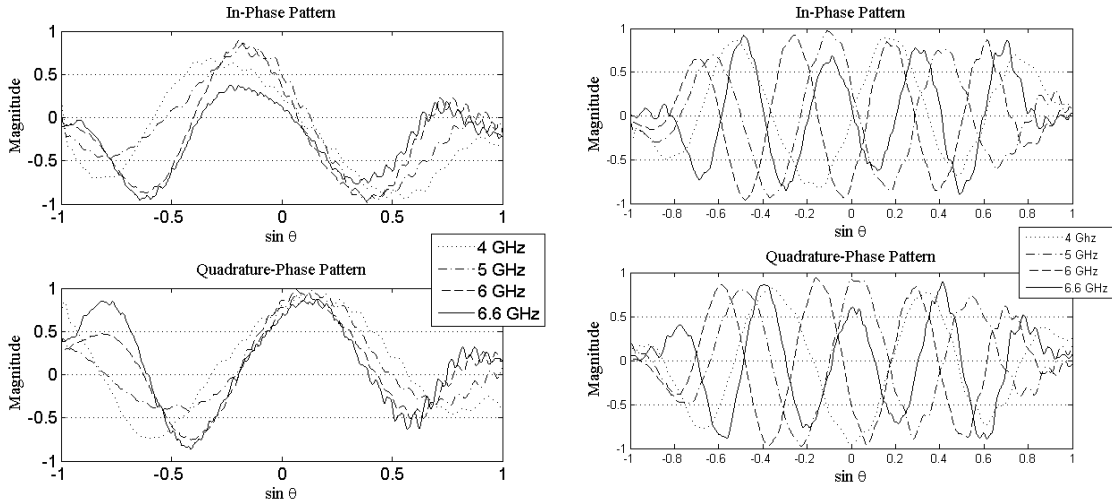 In-Phase Pattern
1
0.5
0
-0.5
-1
Magnitude
-1 -0.5 0 0.5 1
sin θ
Quadrature-Phase Pattern
1
0.5
0
-0.5
-1
Magnitude
-1 -0.5 0 0.5 1
sin θ
4 GHz
5 GHz
6 GHz
6.6 GHz
In-Phase Pattern
1
0.5
0
-0.5
-1
Magnitude
-1 -0.8 -0.6 -0.4 -0.2 0 0.2 0.4 0.6 0.8 1
sin θ
Quadrature-Phase Pattern
1
0.5
0
-0.5
-1
Magnitude
-1 -0.8 -0.6 -0.4 -0.2 0 0.2 0.4 0.6 0.8 1
sin θ
4 Ghz
5 GHz
6 GHz
6.6 GHz